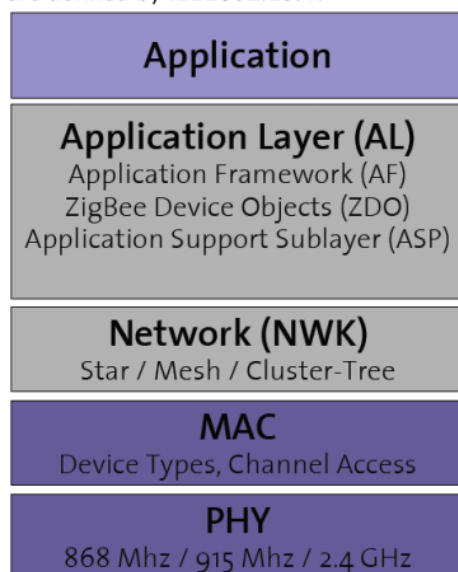 Application
Application Layer (AL)
Application Framework (AF)
ZigBee Device Objects (ZDO)
Application Support Sublayer (ASP)
Network (NWK)
Star / Mesh / Cluster-Tree
MAC
Device Types, Channel Access
PHY
868 Mhz / 915 Mhz / 2.4 GHz